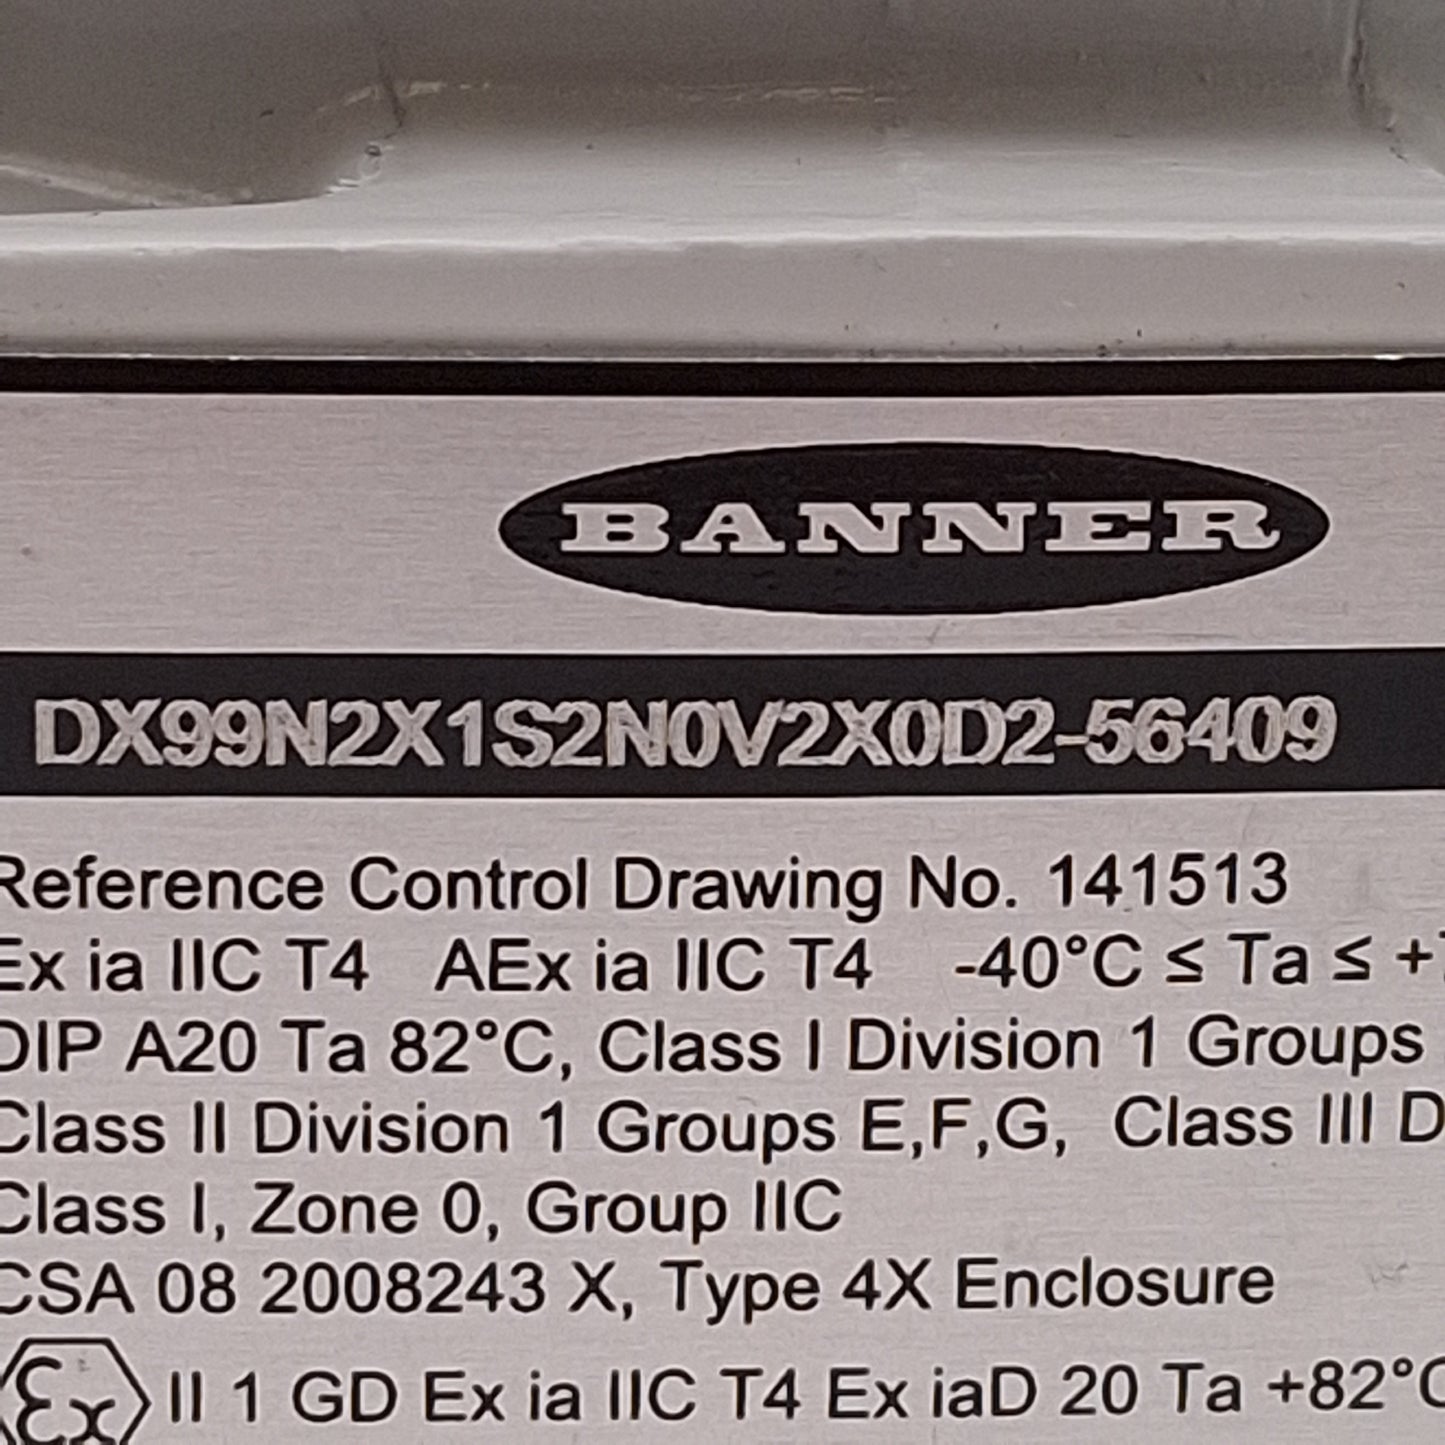 BANNER
DX99N2X1S2N0V2X0D2-56409
Reference Control Drawing No. 141513
Ex ia IIC T4 AEx ia IIC T4 -40°C ≤ Ta ≤ +
DIP A20 Ta 82°C, Class I Division 1 Groups
Class II Division 1 Groups E,F,G, Class III D
Class I, Zone 0, Group IIC
CSA 08 2008243 X, Type 4X Enclosure
Ex II 1 GD Ex ia IIC T4 Ex iaD 20 Ta +82°C